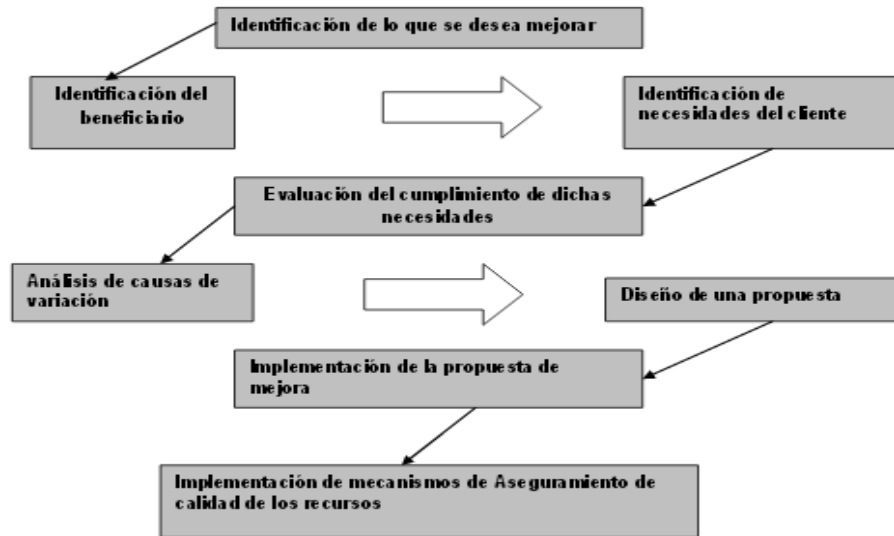 Identificación de lo que se desea mejorar
Identificación del
beneficiario
Identificación de
necesidades del cliente
Evaluación del cumplimiento de dichas
necesidades
Análisis de causas de
variación
Diseño de una propuesta
Implementación de la propuesta de
mejora
Implementación de mecanismos de Aseguramiento de
calidad de los recursos